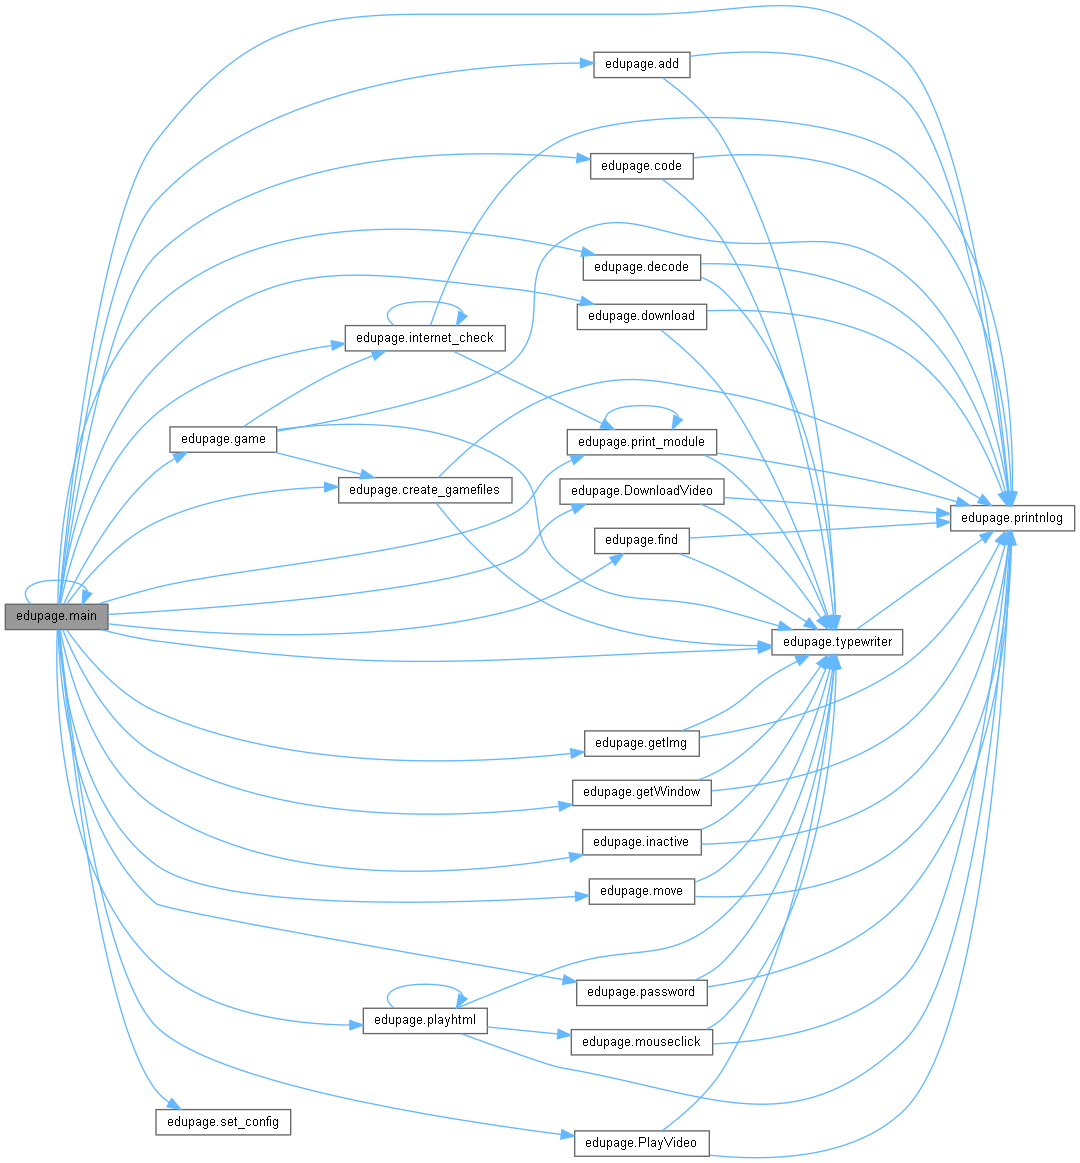 edupage.add
edupage.code
edupage.decode
edupage.download
edupage.internet_check
edupage.game
edupage.print_module
edupage.create_gamefiles
edupage.DownloadVideo
edupage.printnlog
edupage.find
edupage.main
edupage.typewriter
edupage.getImg
edupage.getWindow
edupage.inactive
edupage.move
edupage.password
edupage.playhtml
edupage.mouseclick
edupage.set_config
edupage.PlayVideo